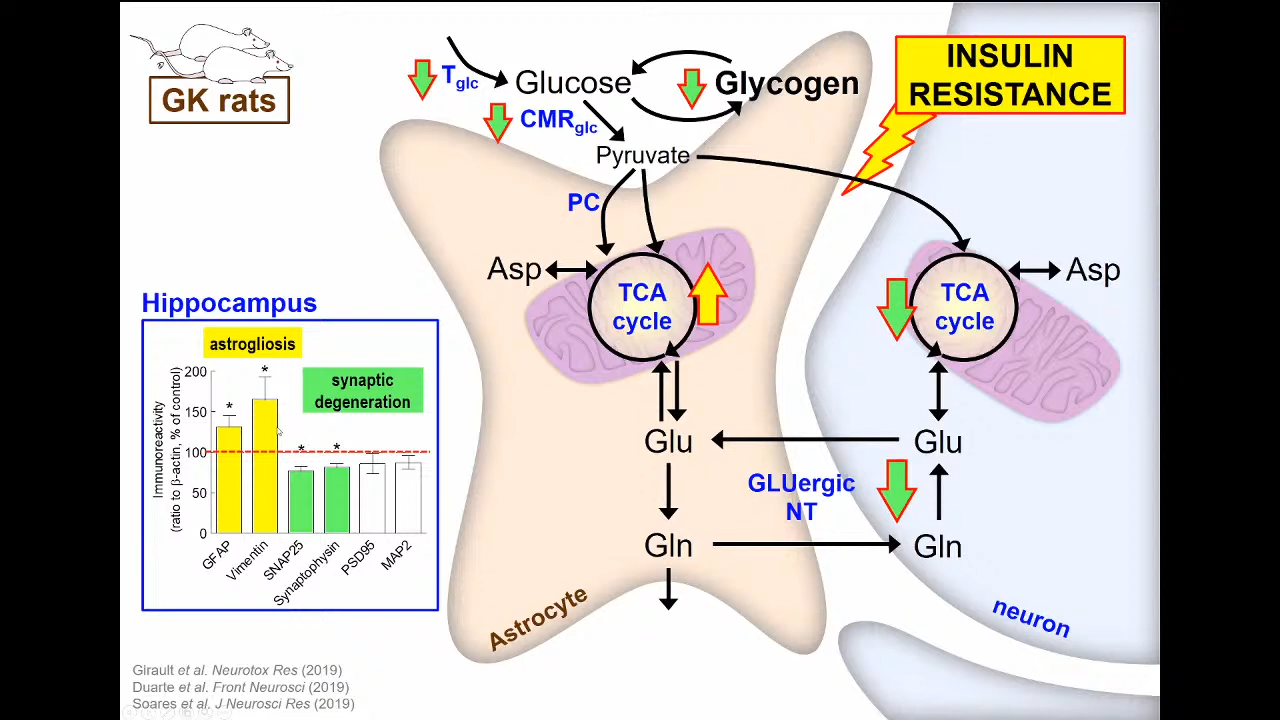 GK rats
T glc
Glucose
Glycogen
CMR glc
Pyruvate
PC
INSULIN
RESISTANCE
Asp
TCA
cycle
TCA
cycle
Asp
Hippocampus
astrogliosis
synaptic
degeneration
Immunoreactivity
(ratio to β-actin, % of control)
200
150
100
50
0
GFAP
Vimentin
SNAP25
Synaptophysin
PSD95
MAP2
* * * *
Glu
Glu
GLUergic
NT
Gln
Gln
Astrocyte
neuron
Girault et al. Neurotox Res (2019)
Duarte et al. Front Neurosci (2019)
Soares et al. J Neurosci Res (2019)